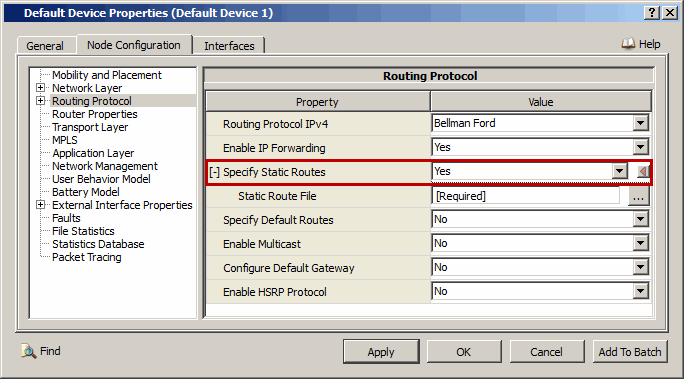 Default Device Properties (Default Device 1)
General
Node Configuration
Interfaces
Help
Mobility and Placement
Network Layer
Routing Protocol
Router Properties
Transport Layer
MPLS
Application Layer
Network Management
User Behavior Model
Battery Model
External Interface Properties
Faults
File Statistics
Statistics Database
Packet Tracing
Routing Protocol
Property Value
Routing Protocol IPv4 Bellman Ford
Enable IP Forwarding Yes
[-] Specify Static Routes Yes
Static Route File [Required] ...
Specify Default Routes No
Enable Multicast No
Configure Default Gateway No
Enable HSRP Protocol No
Find
Apply
OK
Cancel
Add To Batch